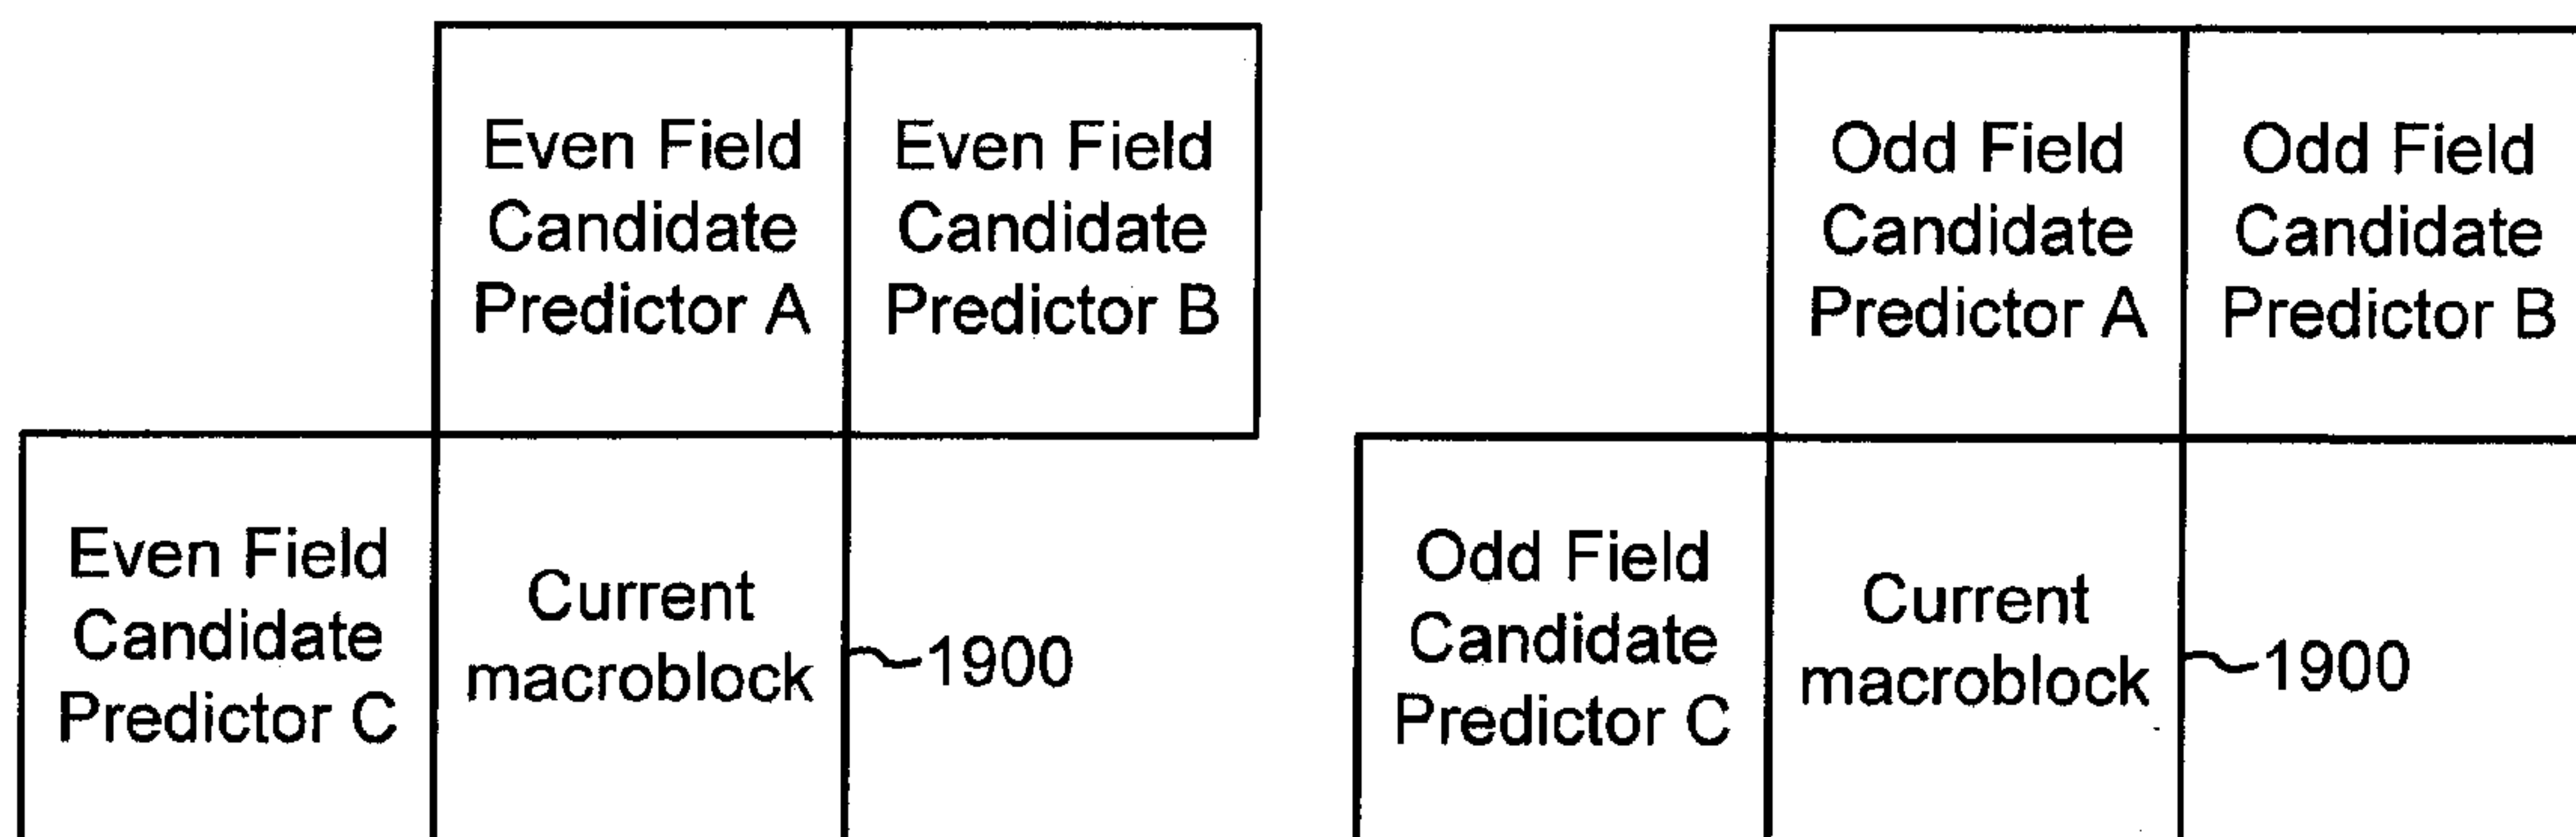 Even Field
Candidate
Predictor A
Even Field
Candidate
Predictor B
Even Field
Candidate
Predictor C
Current
macroblock
1900
Odd Field
Candidate
Predictor A
Odd Field
Candidate
Predictor B
Odd Field
Candidate
Predictor C
Current
macroblock
1900